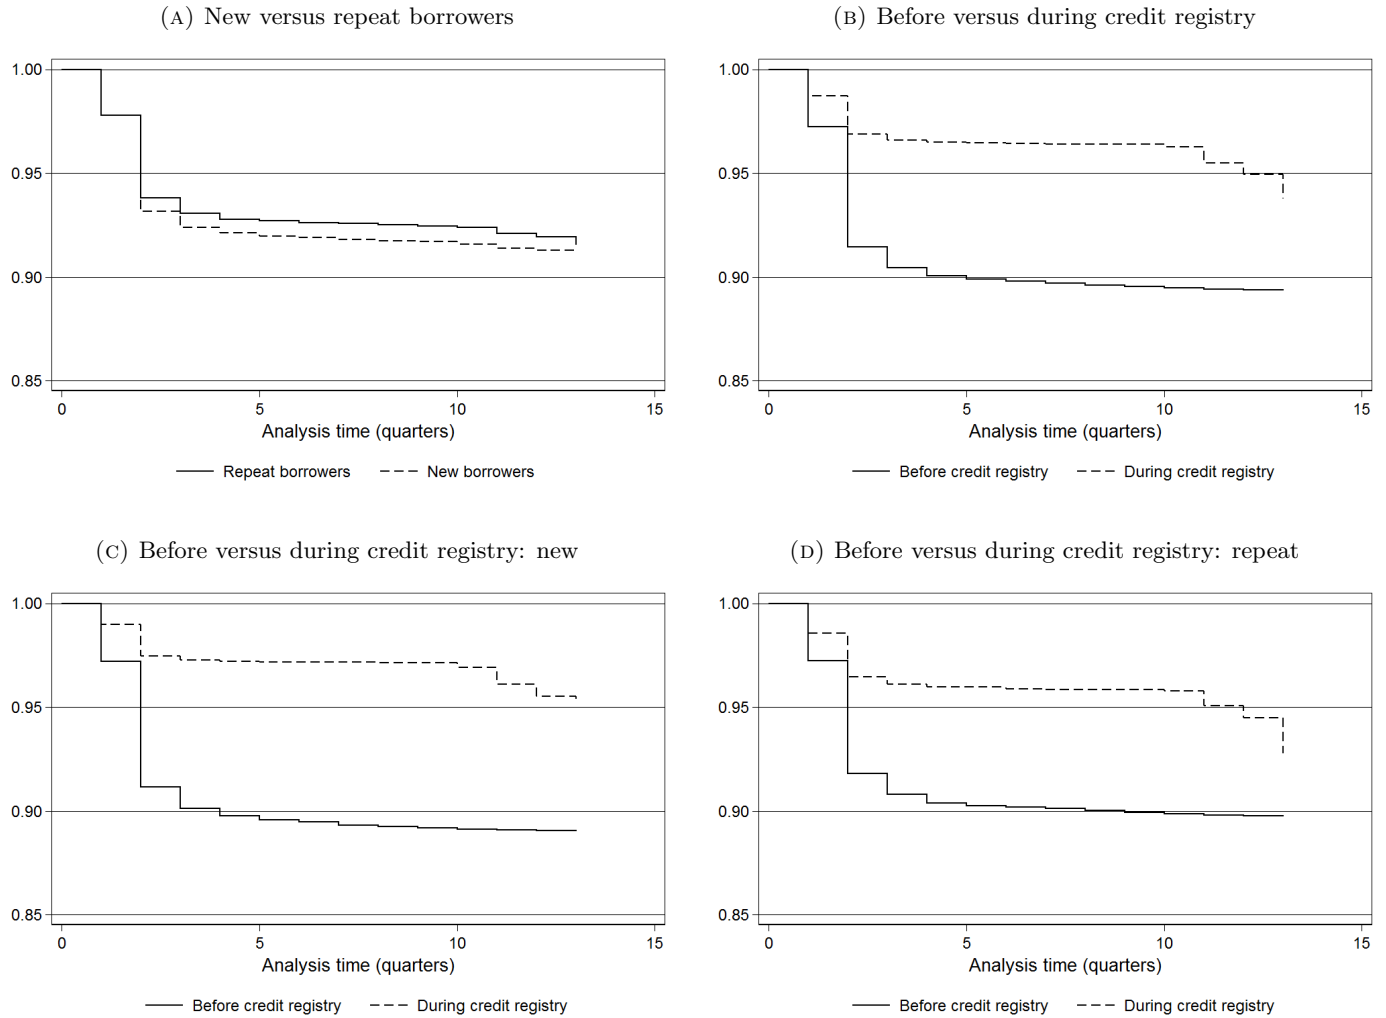 (A) New versus repeat borrowers
1.00
0.95
0.90
0.85
0 5 10 15
Analysis time (quarters)
Repeat borrowers New borrowers
(B) Before versus during credit registry
1.00
0.95
0.90
0.85
0 5 10 15
Analysis time (quarters)
Before credit registry During credit registry
(C) Before versus during credit registry: new
1.00
0.95
0.90
0.85
0 5 10 15
Analysis time (quarters)
Before credit registry During credit registry
(D) Before versus during credit registry: repeat
1.00
0.95
0.90
0.85
0 5 10 15
Analysis time (quarters)
Before credit registry During credit registry